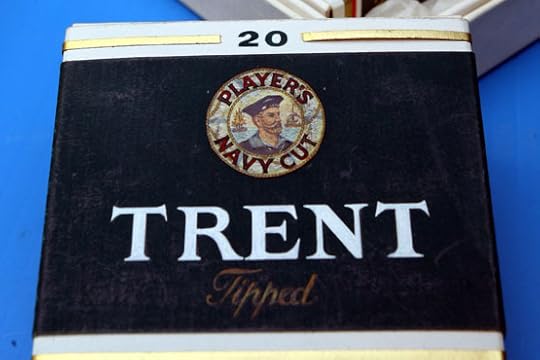 20
PLAYER'S
NAVY CUT
TRENT
Tipped